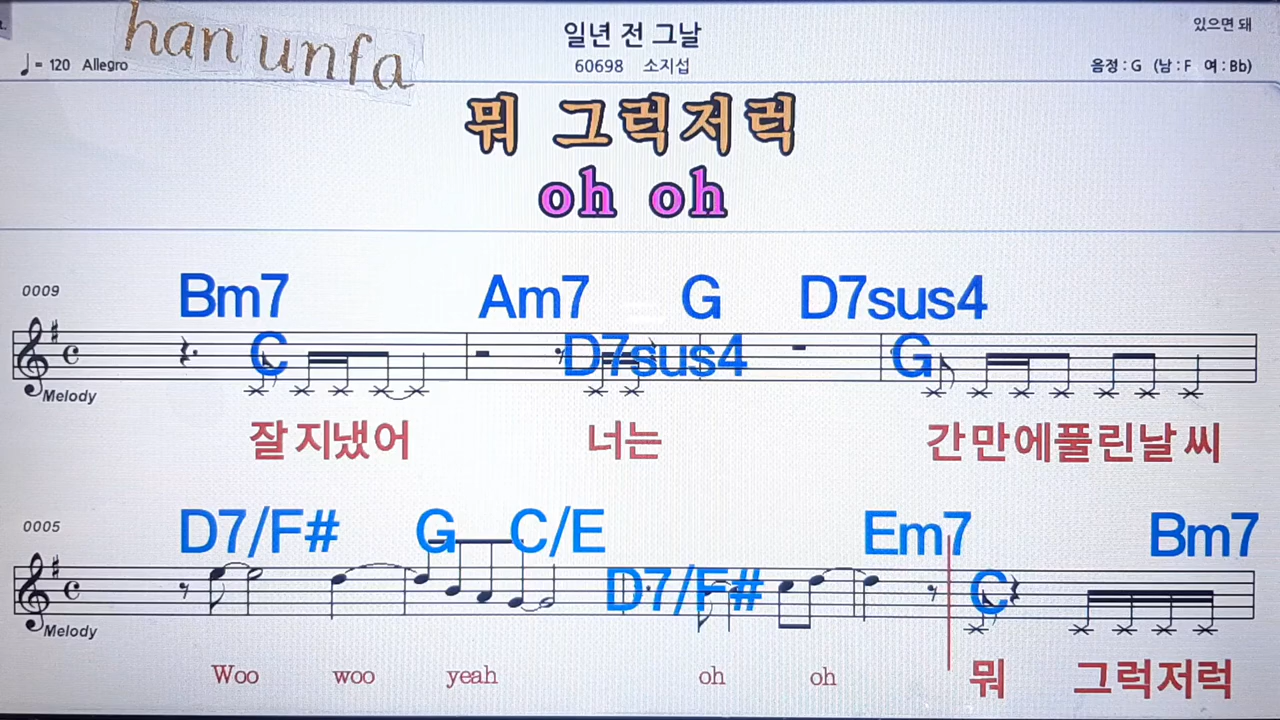 han unfa
일년 전 그날
있으면 돼
♩= 120 Allegro
60698 소지섭
음정 : G (남 : F 여 : Bb)
뭐 그럭저럭
oh oh
0009
Bm7 Am7 G D7sus4
C D7sus4 G
Melody
잘 지냈어 너는 간만에풀린날씨
0005
D7/F# G C/E Em7 Bm7
D7/F# C
Melody
Woo woo yeah oh oh 뭐 그럭저럭